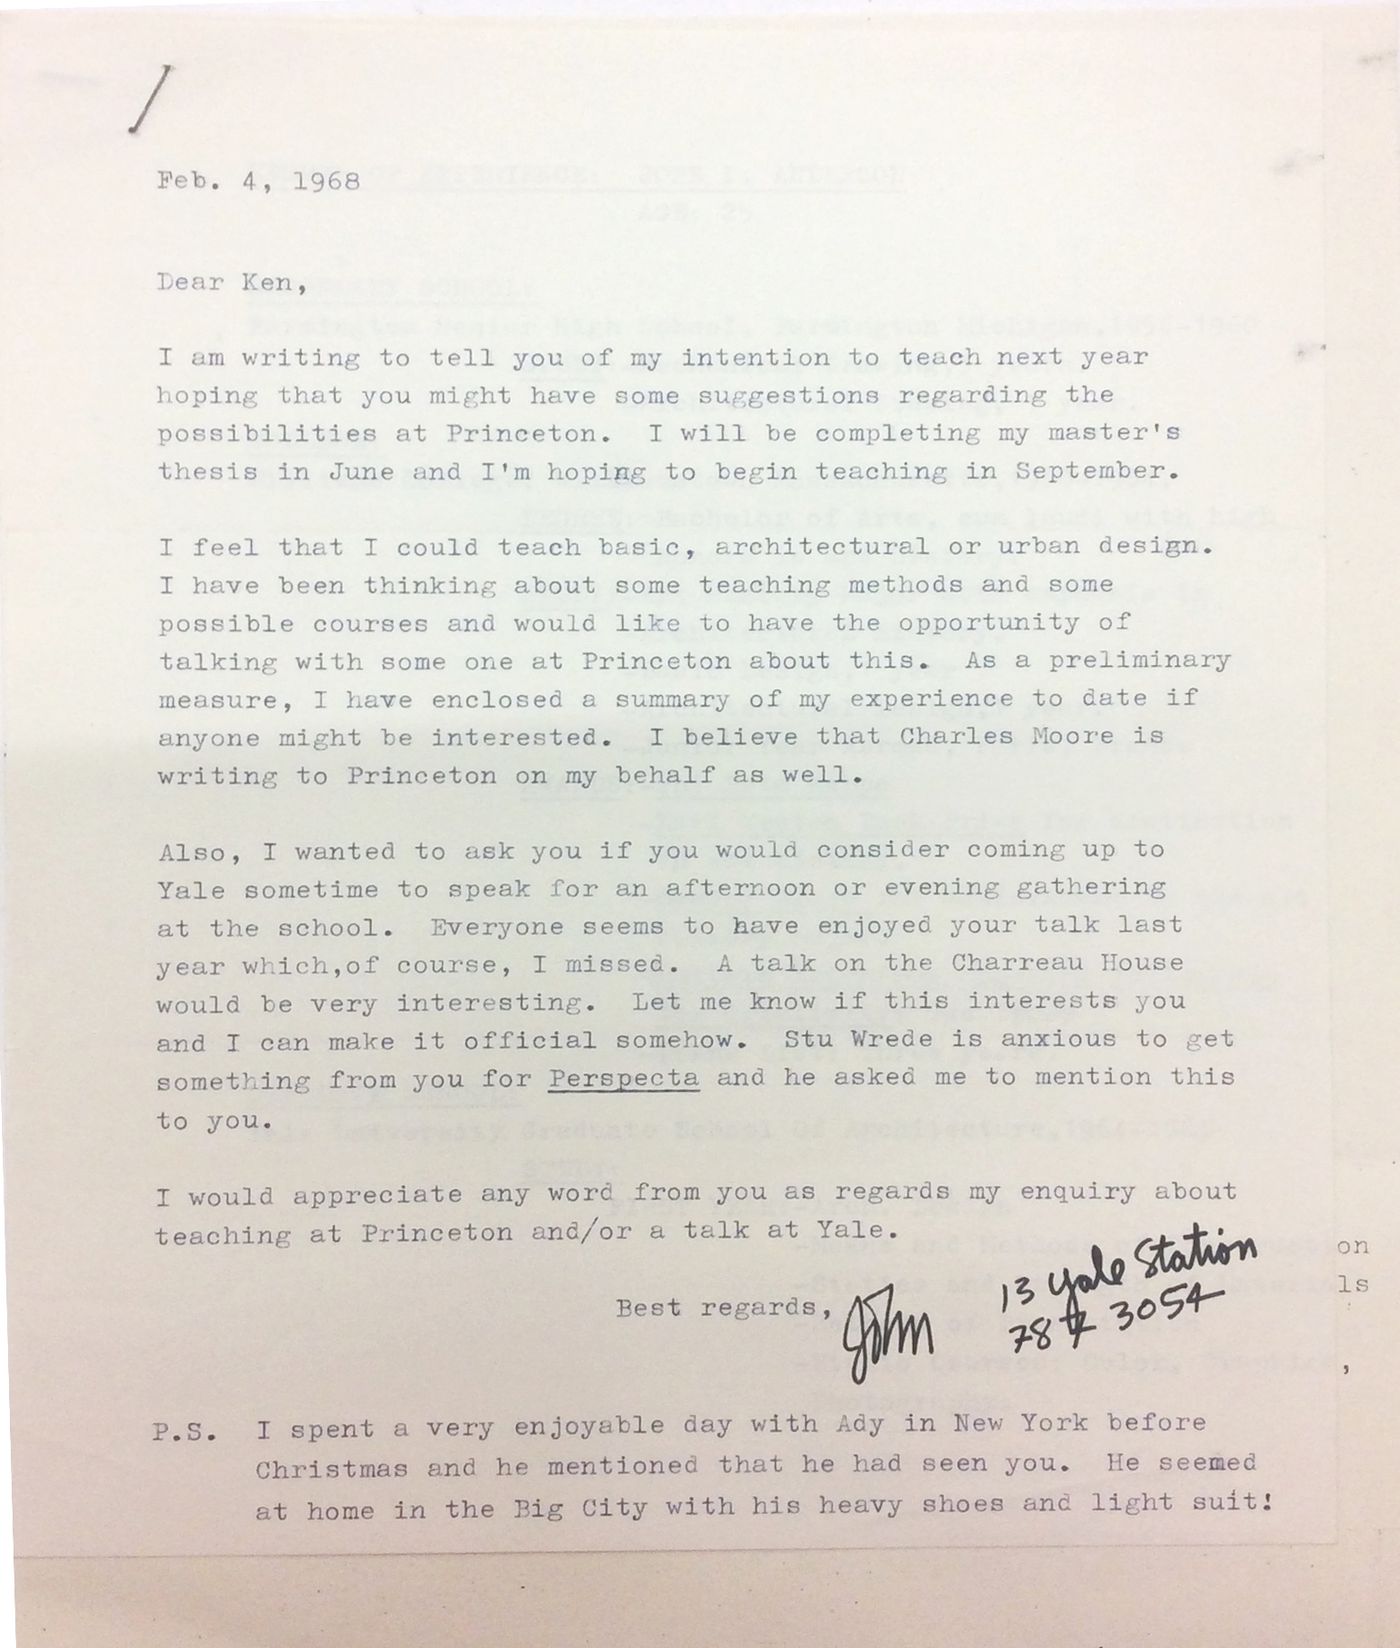 Feb. 4, 1968
Dear Ken,
I am writing to tell you of my intention to teach next year
hoping that you might have some suggestions regarding the
possibilities at Princeton. I will be completing my master's
thesis in June and I'm hoping to begin teaching in September.
I feel that I could teach basic, architectural or urban design.
I have been thinking about some teaching methods and some
possible courses and would like to have the opportunity of
talking with some one at Princeton about this. As a preliminary
measure, I have enclosed a summary of my experience to date if
anyone might be interested. I believe that Charles Moore is
writing to Princeton on my behalf as well.
Also, I wanted to ask you if you would consider coming up to
Yale sometime to speak for an afternoon or evening gathering
at the school. Everyone seems to have enjoyed your talk last
year which,of course, I missed. A talk on the Charreau House
would be very interesting. Let me know if this interests you
and I can make it official somehow. Stu Wrede is anxious to get
something from you for Perspecta and he asked me to mention this
to you.
I would appreciate any word from you as regards my enquiry about
teaching at Princeton and/or a talk at Yale.
on
ls
,
Best regards, John
13 Yale Station
787 3054
P.S. I spent a very enjoyable day with Ady in New York before
Christmas and he mentioned that he had seen you. He seemed
at home in the Big City with his heavy shoes and light suit!